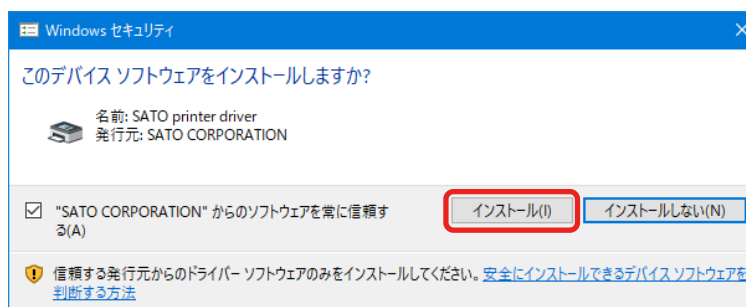 Windows セキュリティ
このデバイス ソフトウェアをインストールしますか?
名前: SATO printer driver
発行元: SATO CORPORATION
"SATO CORPORATION" からのソフトウェアを常に信頼す
る(A)
インストール(I)
インストールしない(N)
信頼する発行元からのドライバー ソフトウェアのみをインストールしてください。安全にインストールできるデバイス ソフトウェアを
判断する方法